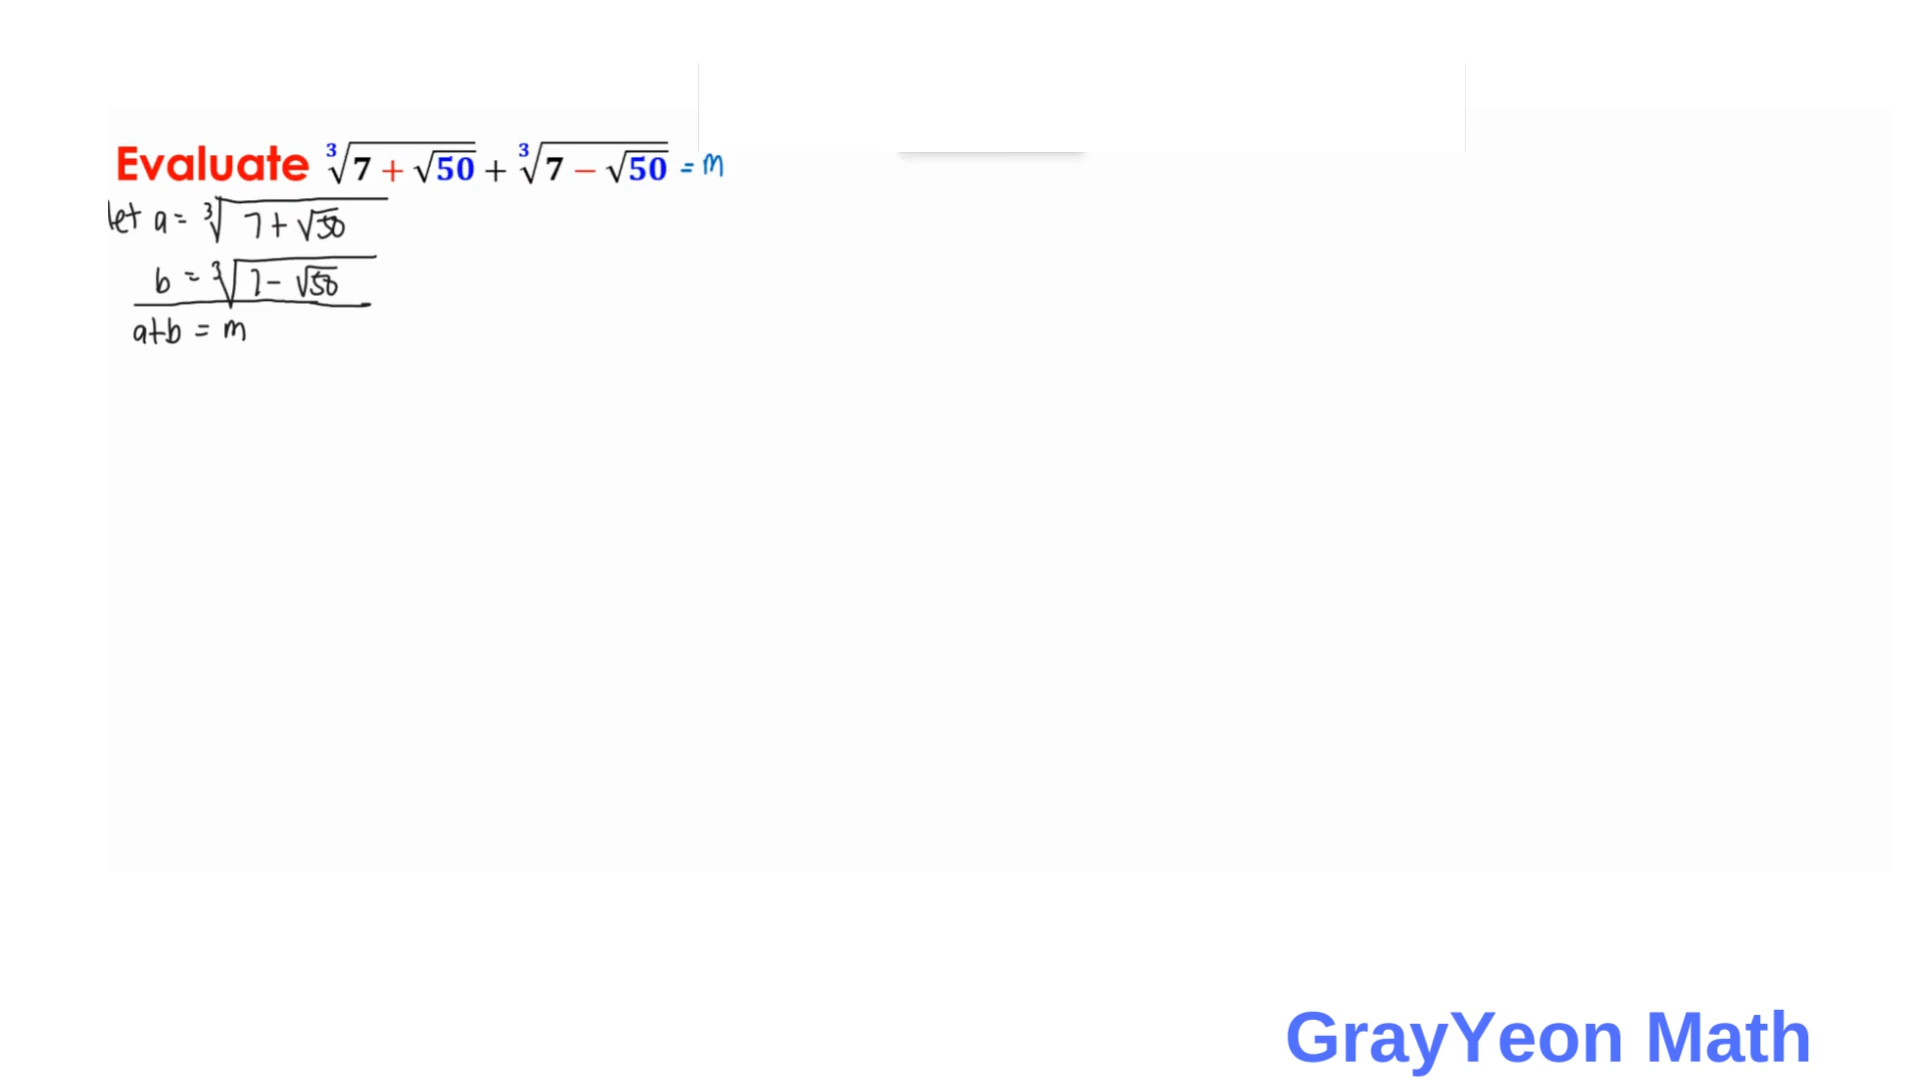 Evaluate ∛(7 + √50) + ∛(7 − √50) = m
let a = ∛(7 + √50)
b = ∛(7 − √50)
a+b = m
GrayYeon Math